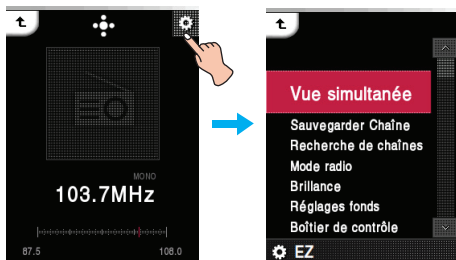 MONO
103.7MHz
87.5 108.0
Vue simultanée
Sauvegarder Chaîne
Recherche de chaînes
Mode radio
Brillance
Réglages fonds
Boîtier de contrôle
EZ